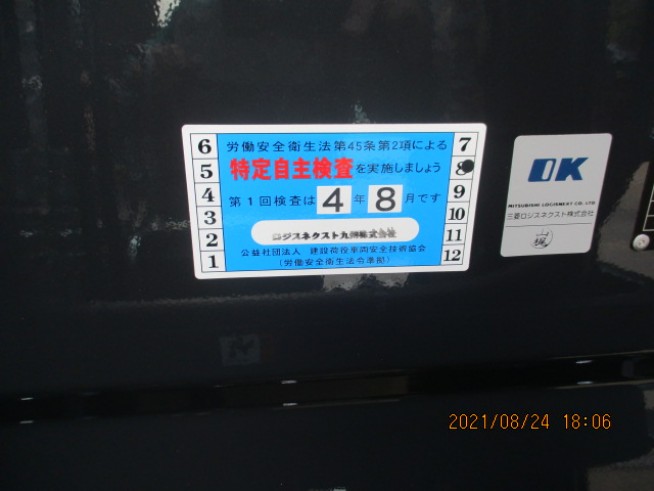 6
5
4
3
2
1
労働安全衛生法第45条第2項による
特定自主検査を実施しましょう
第1回検査は 4 年 8 月です
ロジスネクスト九州株式会社
公益社団法人 建設荷役車両安全技術協会
(労働安全衛生法令準拠)
7
8
9
10
11
12
OK
MITSUBISHI LOGISNEXT CO., LTD.
三菱ロジスネクスト株式会社
2021/08/24 18:06